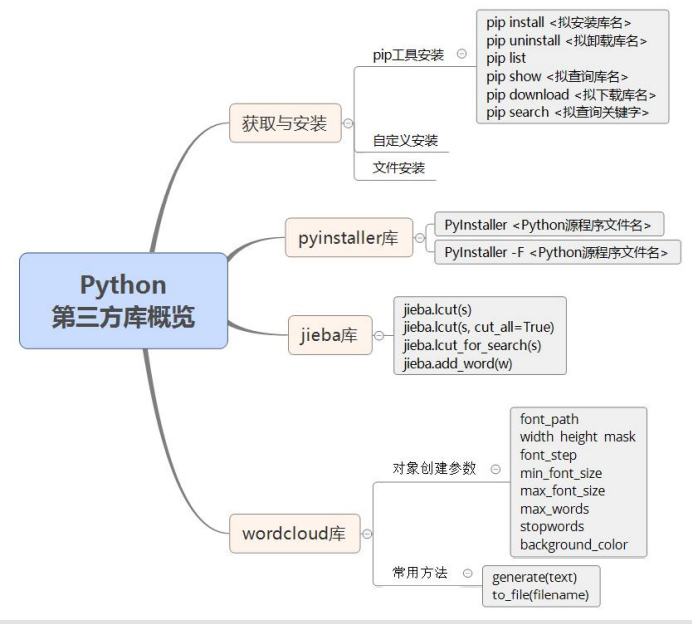 Python
第三方库概览
获取与安装
pip工具安装
pip install <拟安装库名>
pip uninstall <拟卸载库名>
pip list
pip show <拟查询库名>
pip download <拟下载库名>
pip search <拟查询关键字>
自定义安装
文件安装
pyinstaller库
PyInstaller <Python源程序文件名>
PyInstaller -F <Python源程序文件名>
jieba库
jieba.lcut(s)
jieba.lcut(s, cut_all=True)
jieba.lcut_for_search(s)
jieba.add_word(w)
wordcloud库
对象创建参数
font_path
width height mask
font_step
min_font_size
max_font_size
max_words
stopwords
background_color
常用方法
generate(text)
to_file(filename)